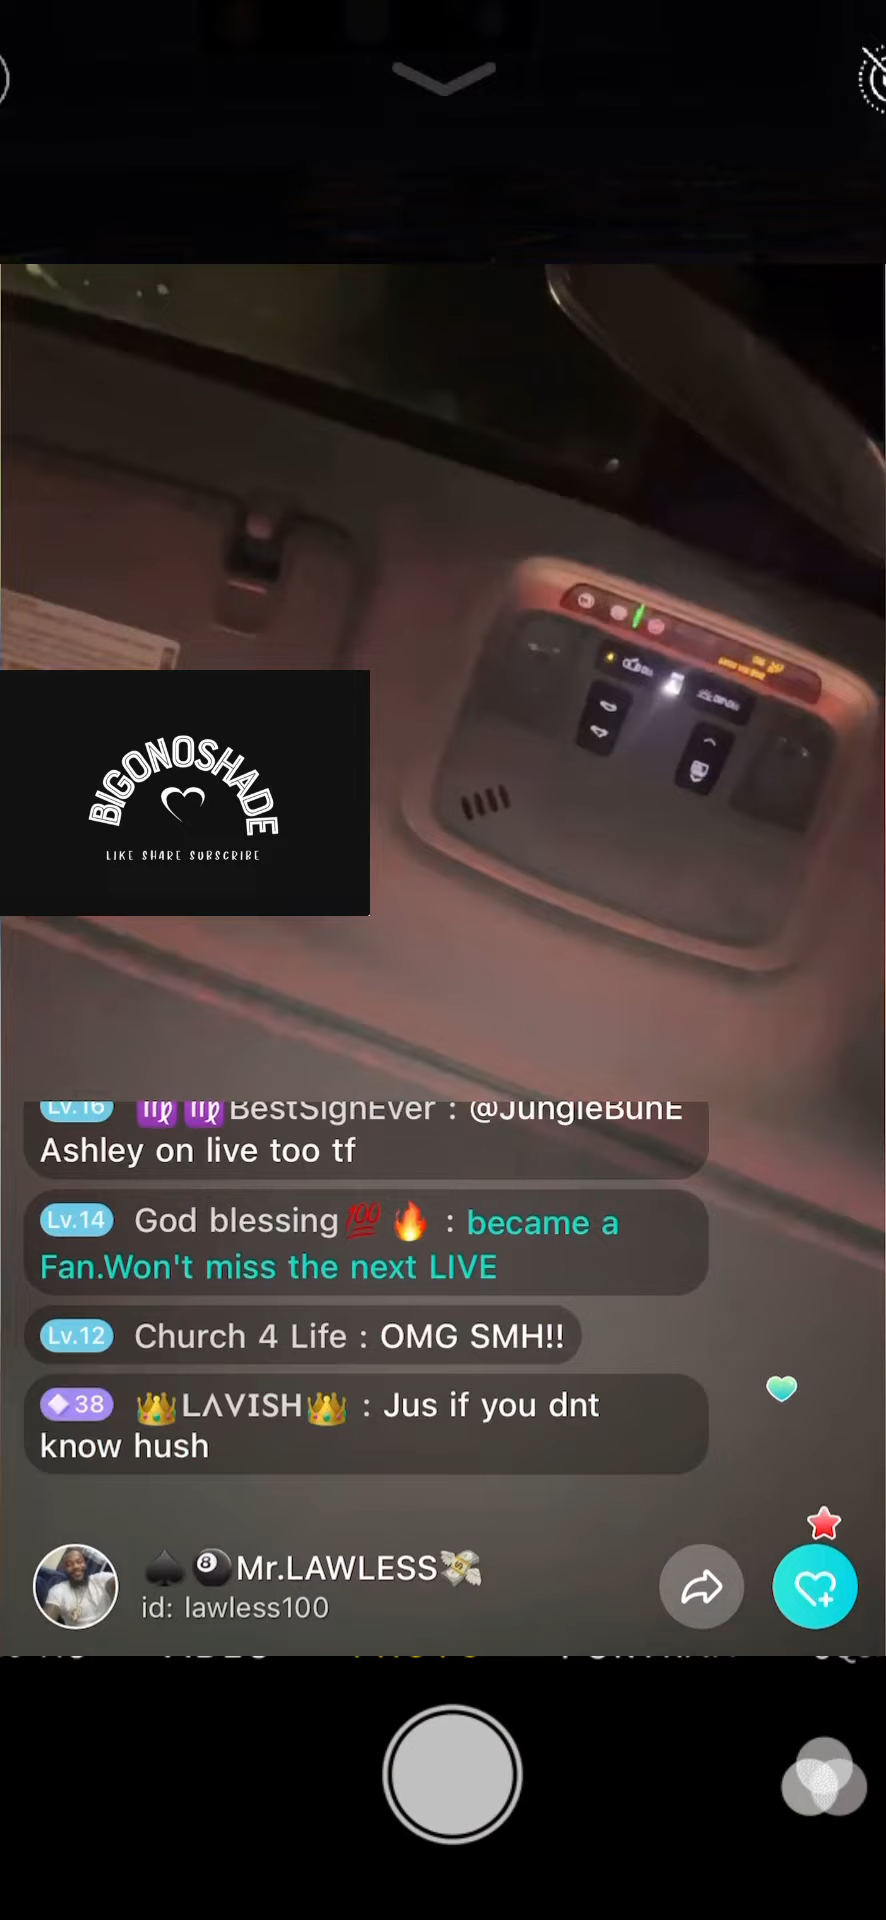 BIGONOSHADE
LIKE SHARE SUBSCRIBE
Lv.16 BestSignEver : @JungleBunE
Ashley on live too tf
Lv.14 God blessing💯🔥 : became a
Fan.Won't miss the next LIVE
Lv.12 Church 4 Life : OMG SMH!!
38 👑LΛVISH👑 : Jus if you dnt
know hush
♠️🎱Mr.LAWLESS💸
id: lawless100